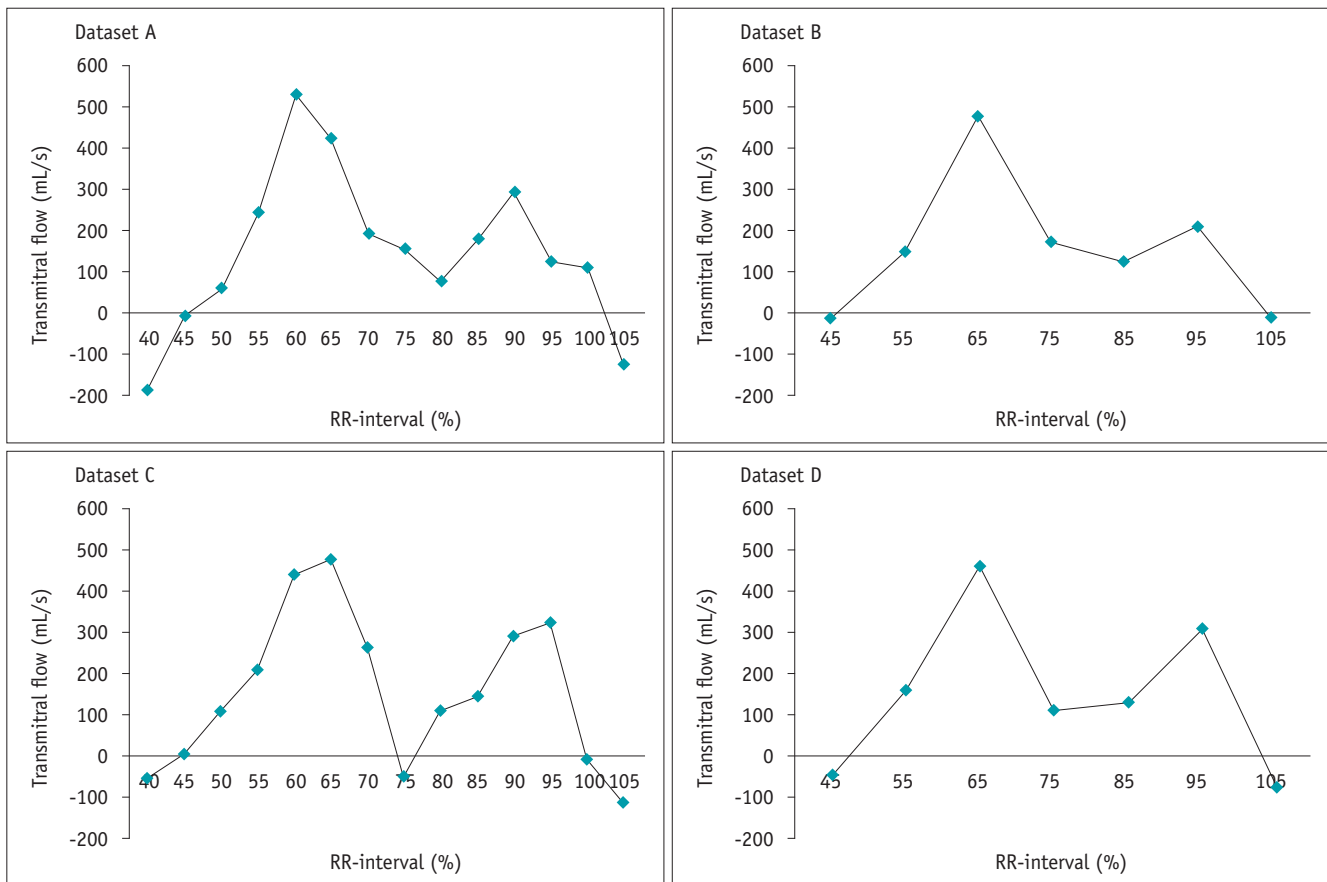 Dataset A
Transmitral flow (mL/s)
600
500
400
300
200
100
0
-100
-200
40 45 50 55 60 65 70 75 80 85 90 95 100 105
RR-interval (%)
Dataset B
Transmitral flow (mL/s)
600
500
400
300
200
100
0
-100
-200
45 55 65 75 85 95 105
RR-interval (%)
Dataset C
Transmitral flow (mL/s)
600
500
400
300
200
100
0
-100
-200
40 45 50 55 60 65 70 75 80 85 90 95 100 105
RR-interval (%)
Dataset D
Transmitral flow (mL/s)
600
500
400
300
200
100
0
-100
-200
45 55 65 75 85 95 105
RR-interval (%)